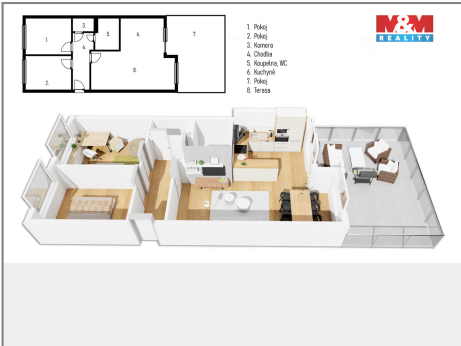 1. Pokoj
2. Pokoj
3. Komora
4. Chodba
5. Koupelna, WC
6. Kuchyně
7. Pokoj
8. Terasa
M&M
REALITY
1.
2.
3.
4.
5.
6.
7.
8.